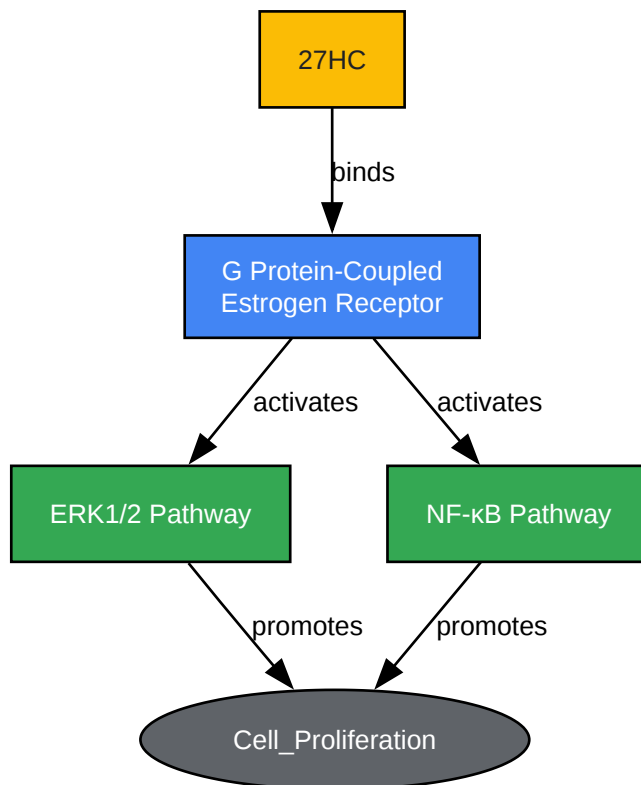 27HC
binds
G Protein-Coupled
Estrogen Receptor
activates
activates
ERK1/2 Pathway
NF-κB Pathway
promotes
promotes
Cell_Proliferation